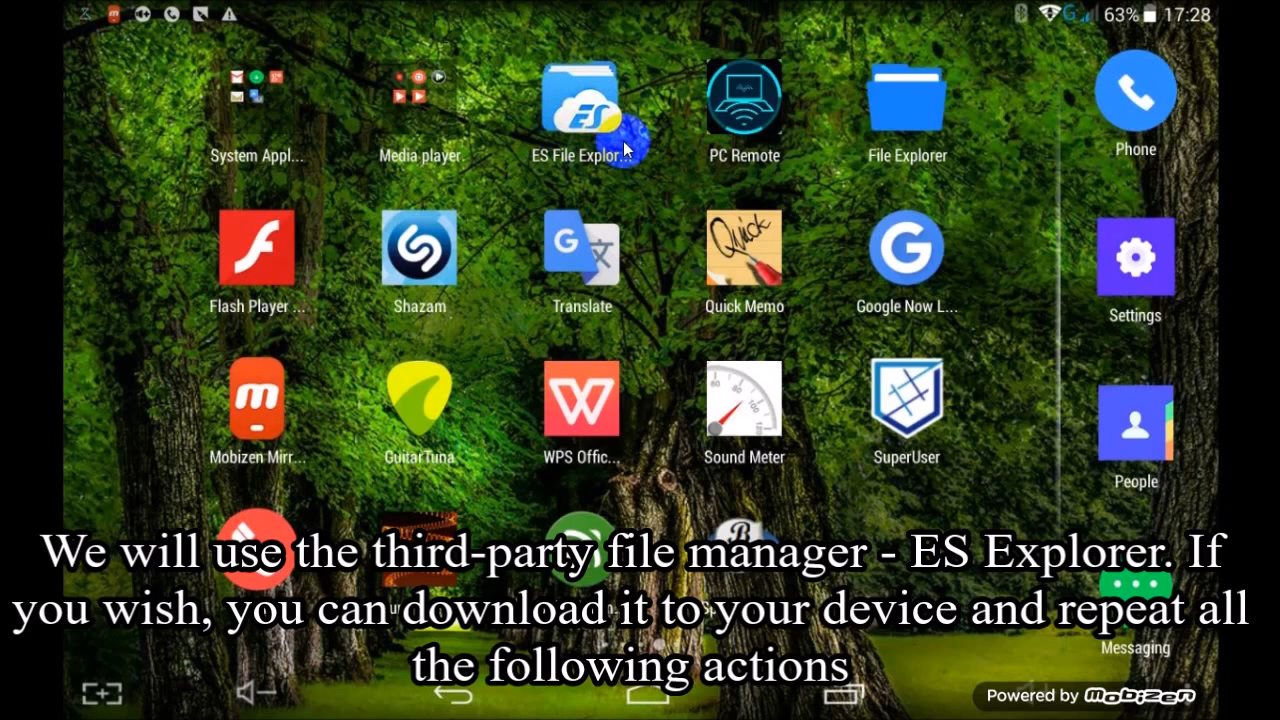 63% 17:28
System Appl...
Media player
ES File Explor...
PC Remote
File Explorer
Phone
Flash Player ...
Shazam
Translate
Quick Memo
Google Now L...
Settings
Mobizen Mirr...
GuitarTuna
WPS Offic...
Sound Meter
SuperUser
People
We will use the third-party file manager - ES Explorer. If
you wish, you can download it to your device and repeat all
the following actions
Messaging
Powered by mobizen